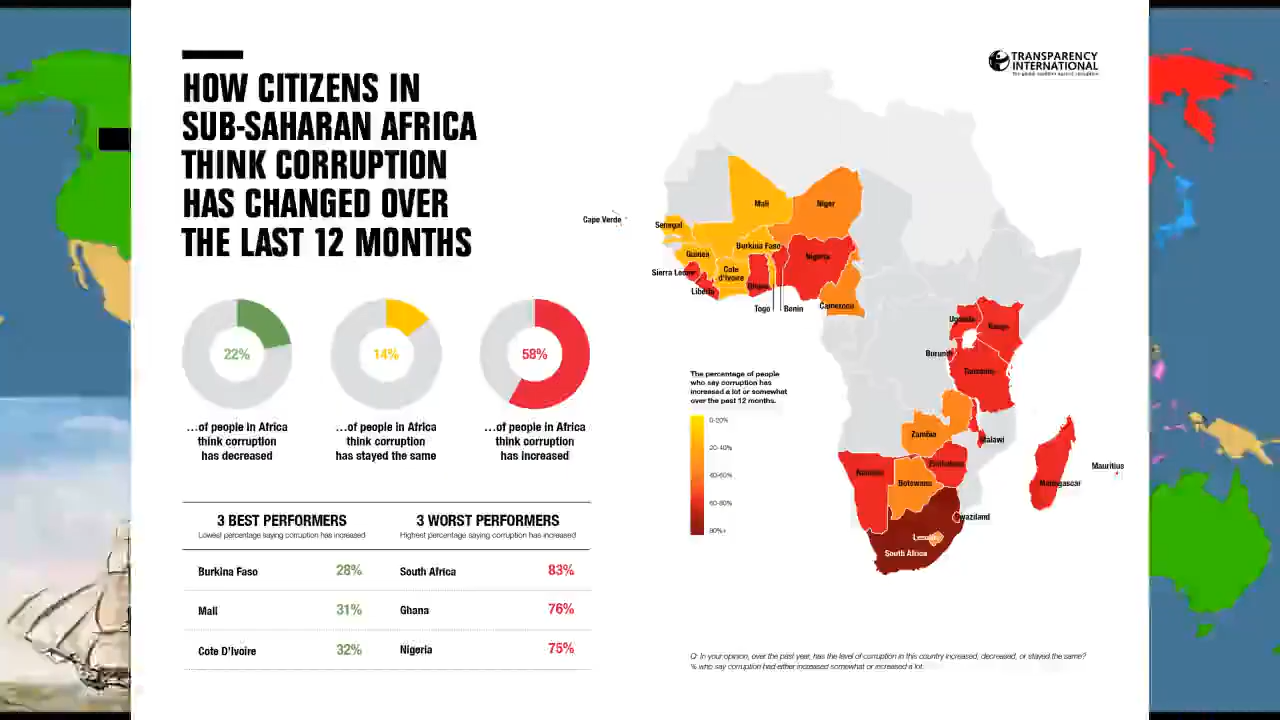 HOW CITIZENS IN
SUB-SAHARAN AFRICA
THINK CORRUPTION
HAS CHANGED OVER
THE LAST 12 MONTHS
TRANSPARENCY
INTERNATIONAL
The global coalition against corruption
22%
14%
58%
...of people in Africa
think corruption
has decreased
...of people in Africa
think corruption
has stayed the same
...of people in Africa
think corruption
has increased
3 BEST PERFORMERS
Lowest percentage saying corruption has increased
3 WORST PERFORMERS
Highest percentage saying corruption has increased
Burkina Faso 28%
South Africa 83%
Mali 31%
Ghana 76%
Cote D'Ivoire 32%
Nigeria 75%
Cape Verde
Senegal
Mali
Niger
Guinea
Burkina Faso
Nigeria
Sierra Leone
Cote
d'Ivoire
Liberia
Ghana
Togo
Benin
Cameroon
Uganda
Kenya
Burundi
Tanzania
Zambia
Malawi
Namibia
Zimbabwe
Botswana
Madagascar
Mauritius
Swaziland
Lesotho
South Africa
The percentage of people
who say corruption has
increased a lot or somewhat
over the past 12 months.
0-20%
20-40%
40-60%
60-80%
80%+
Q: In your opinion, over the past year, has the level of corruption in this country increased, decreased, or stayed the same?
% who say corruption had either increased somewhat or increased a lot.